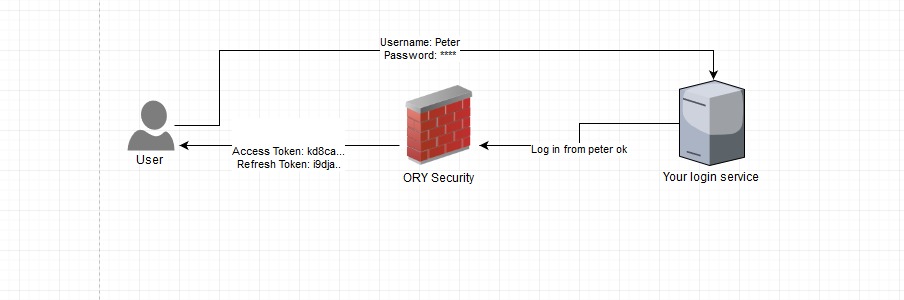 Username: Peter
Password: ****
User
Access Token: kd8ca...
Refresh Token: i9dja..
ORY Security
Log in from peter ok
Your login service